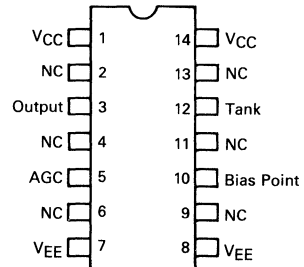 VCC 1 14 VCC
NC 2 13 NC
Output 3 12 Tank
NC 4 11 NC
AGC 5 10 Bias Point
NC 6 9 NC
VEE 7 8 VEE